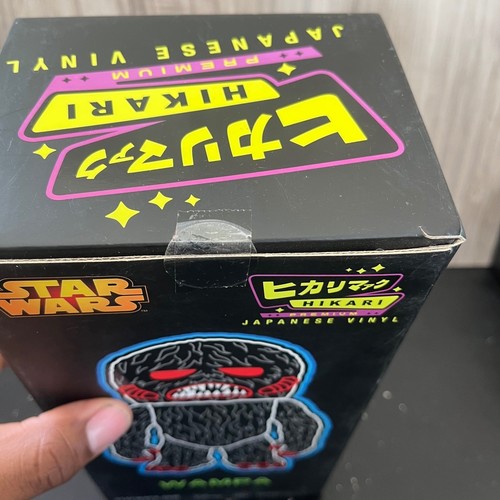 JAPANESE VINYL
PREMIUM
HIKARI
ヒカリマック
STAR
WARS
ヒカリマック
HIKARI
PREMIUM
JAPANESE VINYL
WAMPA